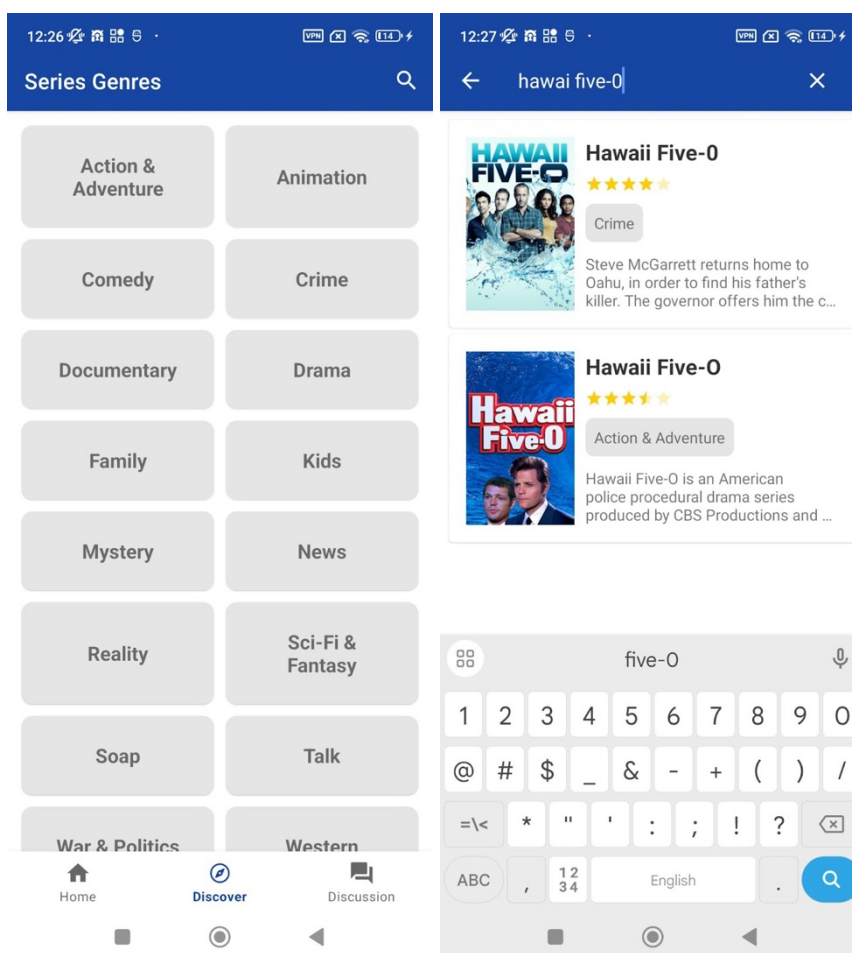 12:26
VPN
14
Series Genres
Action &
Adventure
Animation
Comedy
Crime
Documentary
Drama
Family
Kids
Mystery
News
Reality
Sci-Fi &
Fantasy
Soap
Talk
War & Politics
Western
Home
Discover
Discussion
12:27
VPN
14
hawai five-0
HAWAII
FIVE-O
Hawaii Five-0
Crime
Steve McGarrett returns home to
Oahu, in order to find his father's
killer. The governor offers him the c...
Hawaii
Five-O
Hawaii Five-O
Action & Adventure
Hawaii Five-O is an American
police procedural drama series
produced by CBS Productions and ...
five-0
1 2 3 4 5 6 7 8 9 0
@ # $ _ & - + ( ) /
=\< * " ' : ; ! ?
ABC , 12 34 English .